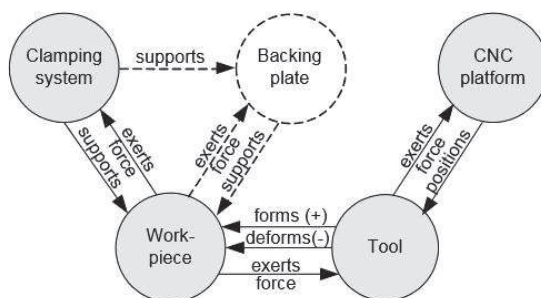 Clamping
system
supports
Backing
plate
CNC
platform
supports
exerts
force
exerts
force
supports
exerts
force
positions
forms (+)
deforms(-)
Work-
piece
Tool
exerts
force